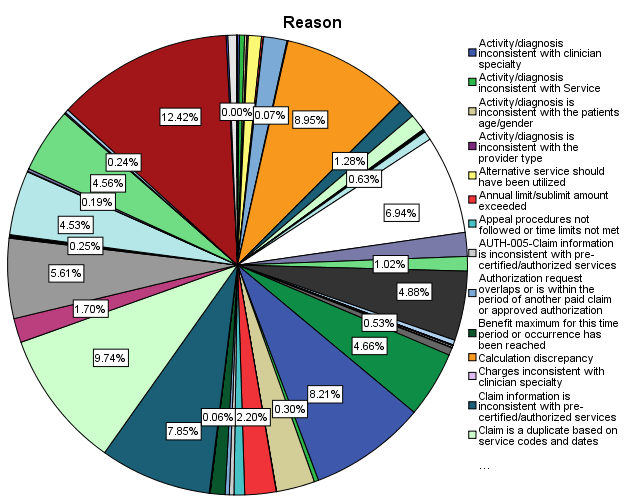 Reason
12.42%
0.00%
0.07%
8.95%
1.28%
0.63%
6.94%
1.02%
4.88%
0.53%
4.66%
8.21%
0.30%
2.20%
0.06%
7.85%
9.74%
1.70%
5.61%
0.25%
4.53%
0.19%
4.56%
0.24%
Activity/diagnosis
inconsistent with clinician
specialty
Activity/diagnosis
inconsistent with Service
Activity/diagnosis is
inconsistent with the patients
age/gender
Activity/diagnosis is
inconsistent with the
provider type
Alternative service should
have been utilized
Annual limit/sublimit amount
exceeded
Appeal procedures not
followed or time limits not met
AUTH-005-Claim information
is inconsistent with pre-
certified/authorized services
Authorization request
overlaps or is within the
period of another paid claim
or approved authorization
Benefit maximum for this time
period or occurrence has
been reached
Calculation discrepancy
Charges inconsistent with
clinician specialty
Claim information is
inconsistent with pre-
certified/authorized services
Claim is a duplicate based on
service codes and dates
...